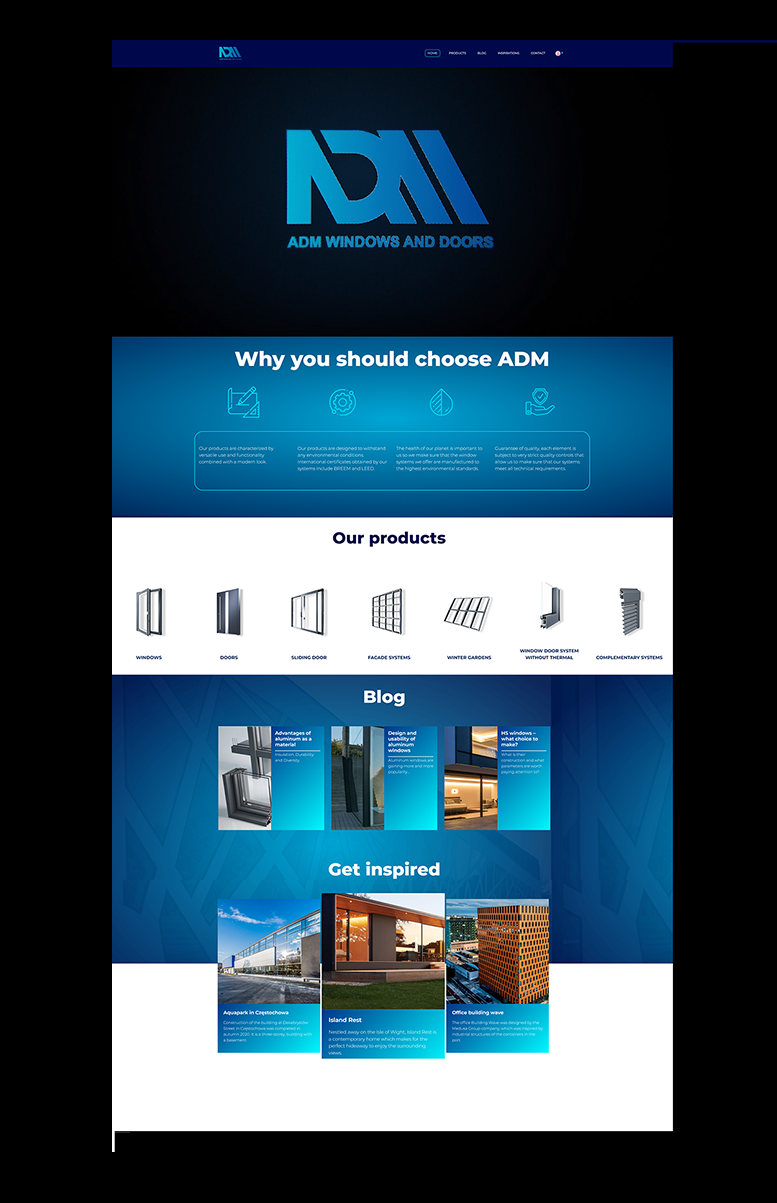 ADM
HOME PRODUCTS BLOG INSPIRATIONS CONTACT
ADM
ADM WINDOWS AND DOORS
Why you should choose ADM
Our products are characterized by
versatile use and functionality
combined with a modern look.
Our products are designed to withstand
any environmental conditions.
International certificates obtained by our
systems include BREEM and LEED.
The health of our planet is important to
us so we make sure that the window
systems we offer are manufactured to
the highest environmental standards.
Guarantee of quality, each element is
subject to very strict quality controls that
allow us to make sure that our systems
meet all technical requirements.
Our products
WINDOWS
DOORS
SLIDING DOOR
FAGADE SYSTEMS
WINTER GARDENS
WINDOW DOOR SYSTEM
WITHOUT THERMAL
COMPLEMENTARY SYSTEMS
Blog
Advantages of
aluminum as a
material
Insulation, Durability,
and Diversity.
Design and
usability of
aluminum
windows
Aluminum windows are
gaining more and more
popularity...
HS windows –
what choice to
make?
What is their
construction and what
parameters are worth
paying attention to?
Get inspired
Aquapark in Częstochowa
Construction of the building at Dekabrystów
Street in Częstochowa was completed in
autumn 2020. It is a three-storey building with
a basement.
Island Rest
Nestled away on the Isle of Wight, Island Rest is
a contemporary home which makes for the
perfect hideaway to enjoy the surrounding
views.
Office building wave
The office Building Wave was designed by the
Medusa Group company, which was inspired by
industrial structures of the containers in the
port.